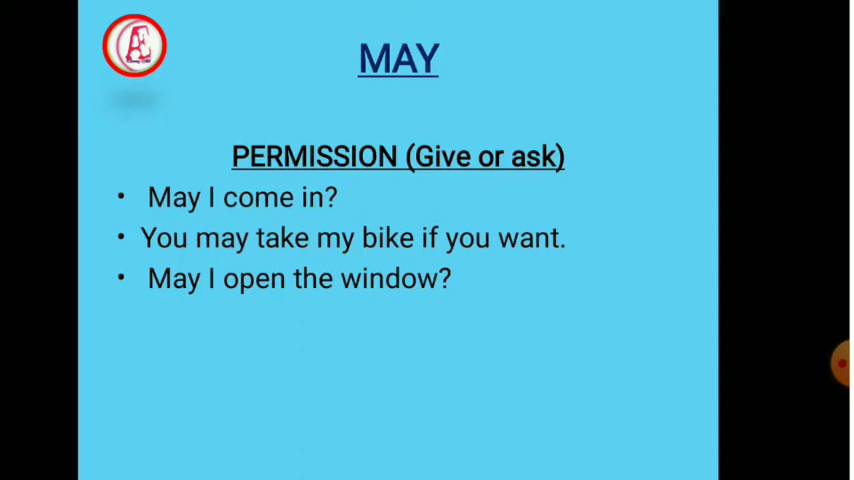 MAY
PERMISSION (Give or ask)
• May I come in?
• You may take my bike if you want.
• May I open the window?